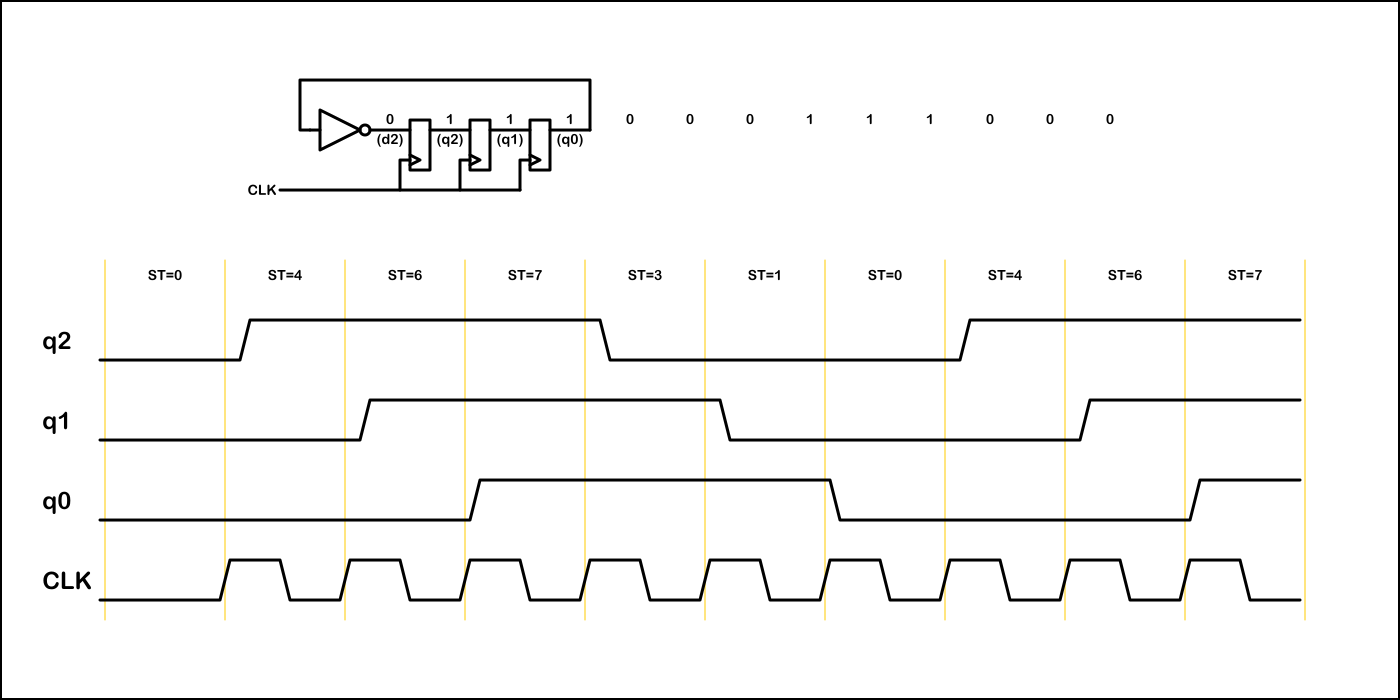 0 1 1 1 0 0 0 1 1 1 0 0 0
(d2) (q2) (q1) (q0)
CLK
ST=0 ST=4 ST=6 ST=7 ST=3 ST=1 ST=0 ST=4 ST=6 ST=7
q2
q1
q0
CLK